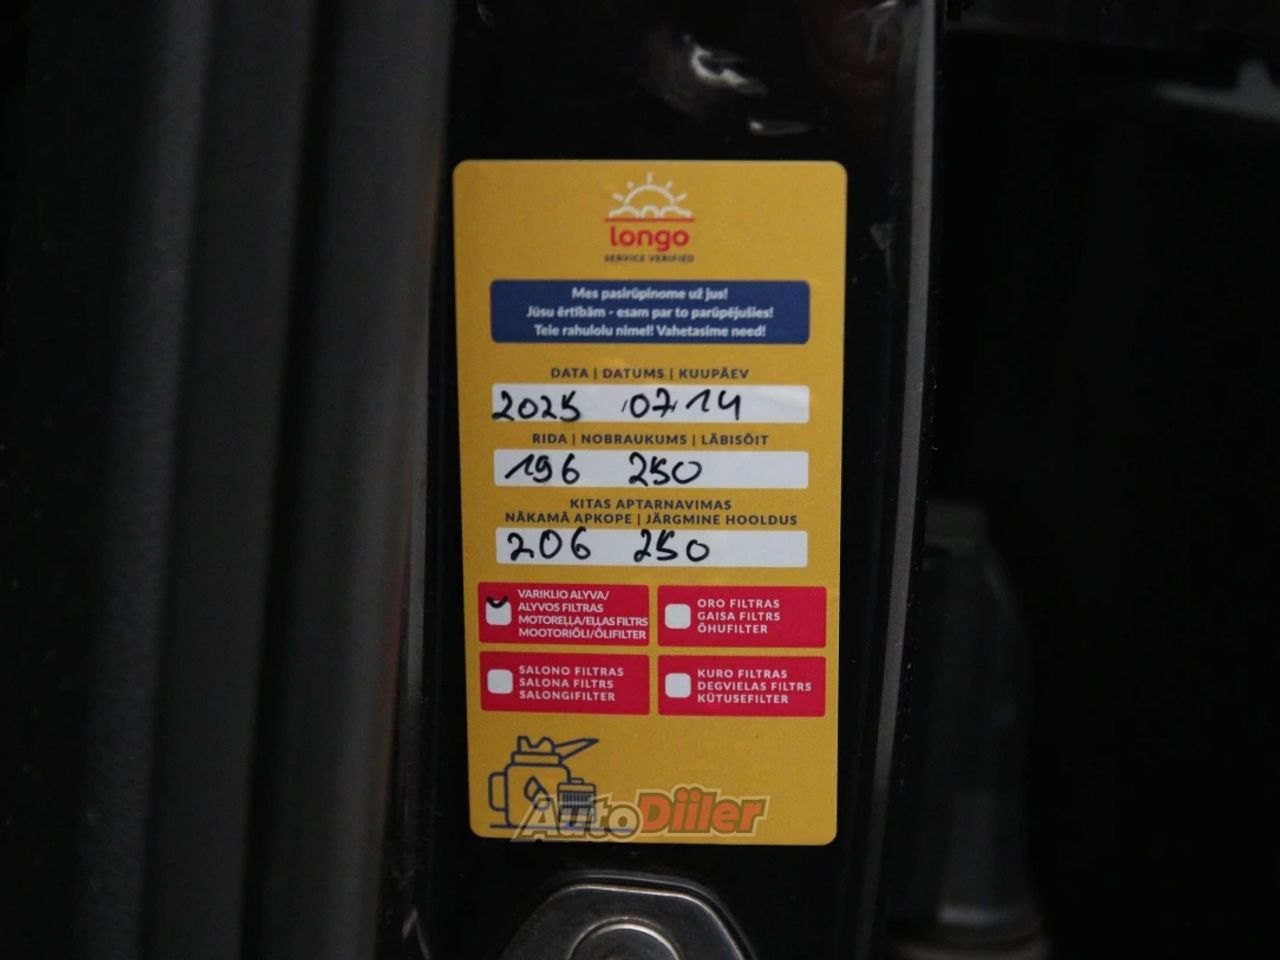 longo
SERVICE VERIFIED
Mes pasirūpinome už jus!
Jūsu ērtībām - esam par to parūpējušies!
Teie rahulolu nimel! Vahetasime need!
DATA | DATUMS | KUUPÄEV
2025 07 14
RIDA | NOBRAUKUMS | LÄBISÕIT
196 250
KITAS APTARNAVIMAS
NĀKAMĀ APKOPE | JÄRGMINE HOOLDUS
206 250
VARIKLIO ALYVA/
ALYVOS FILTRAS
MOTOREĻĻA/EĻĻAS FILTRS
MOOTORIÕLI/ÕLIFILTER
ORO FILTRAS
GAISA FILTRS
ÕHUFILTER
SALONO FILTRAS
SALONA FILTRS
SALONGIFILTER
KURO FILTRAS
DEGVIELAS FILTRS
KÜTUSEFILTER
AutoDiiler